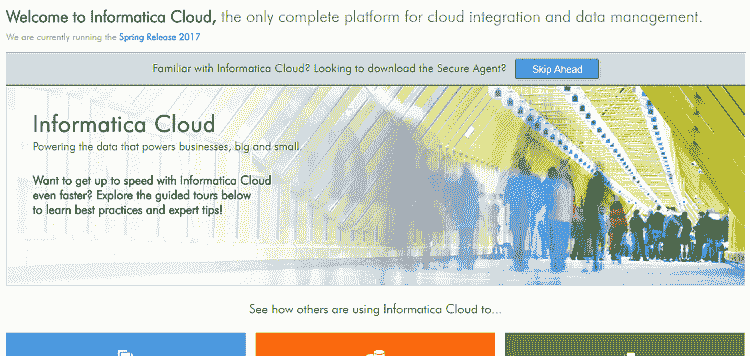 Welcome to Informatica Cloud, the only complete platform for cloud integration and data management.
We are currently running the Spring Release 2017
Familiar with Informatica Cloud? Looking to download the Secure Agent? Skip Ahead
Informatica Cloud
Powering the data that powers businesses, big and small.
Want to get up to speed with Informatica Cloud
even faster? Explore the guided tours below
to learn best practices and expert tips!
See how others are using Informatica Cloud to...